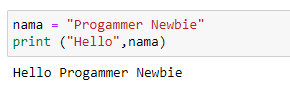 nama = "Progammer Newbie"
print ("Hello",nama)
Hello Progammer Newbie